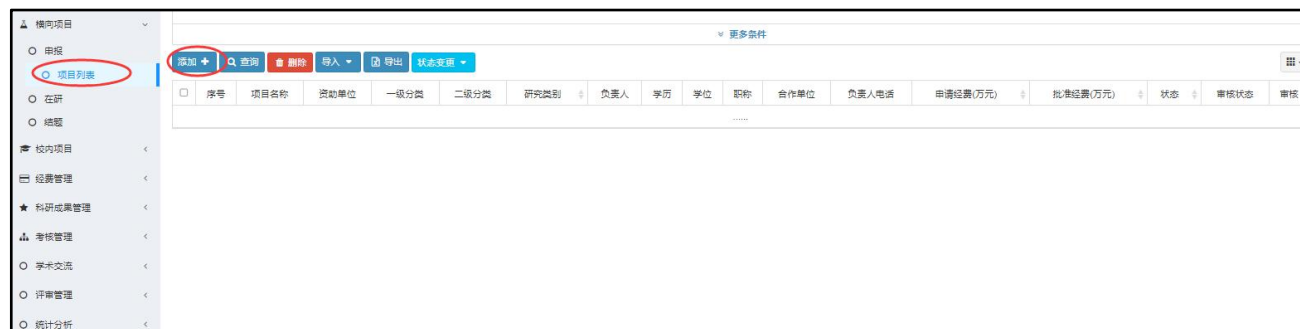 横向项目
申报
项目列表
在研
结题
校内项目
经费管理
科研成果管理
考核管理
学术交流
评审管理
统计分析
更多条件
添加 查询 删除 导入 导出 状态变更
序号 项目名称 资助单位 一级分类 二级分类 研究类别 负责人 学历 学位 职称 合作单位 负责人电话 申请经费(万元) 批准经费(万元) 状态 审核状态 审核
......